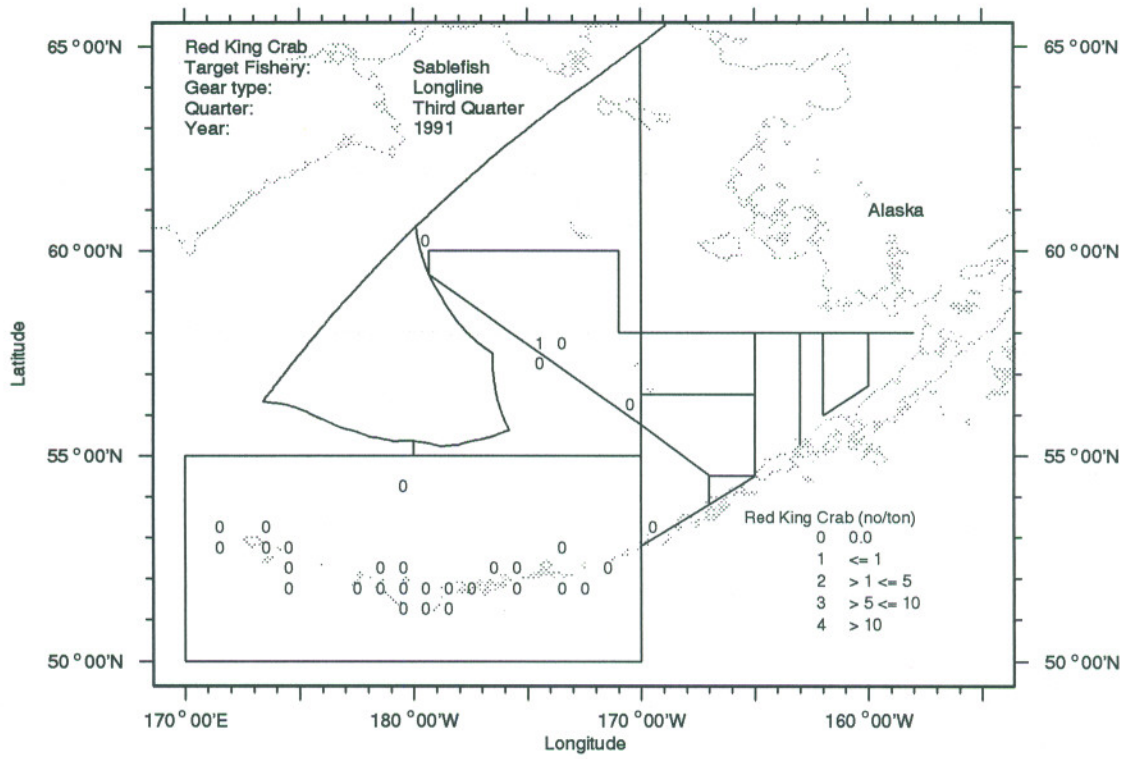 65°00'N
65°00'N
Red King Crab
Target Fishery: Sablefish
Gear type: Longline
Quarter: Third Quarter
Year: 1991
Alaska
60°00'N
60°00'N
0
1 0
0
0
Latitude
55°00'N
55°00'N
0
0 0 0
0 0 0 0
0 0 0 0 0 0
0 0 0 0 0 0 0 0 0 0
0 0 0
Red King Crab (no/ton)
0 0.0
1 <= 1
2 > 1 <= 5
3 > 5 <= 10
4 > 10
50°00'N
50°00'N
170°00'E
180°00'W
170°00'W
160°00'W
Longitude